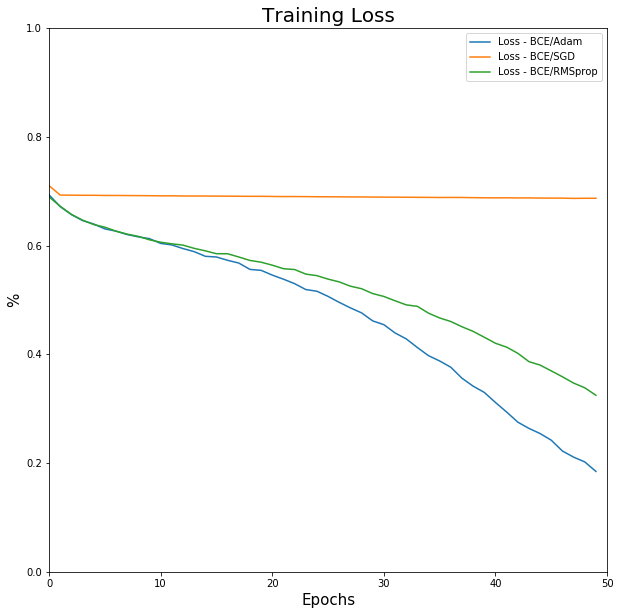 Training Loss
1.0
Loss - BCE/Adam
Loss - BCE/SGD
Loss - BCE/RMSprop
0.8
0.6
%
0.4
0.2
0.0
0 10 20 30 40 50
Epochs